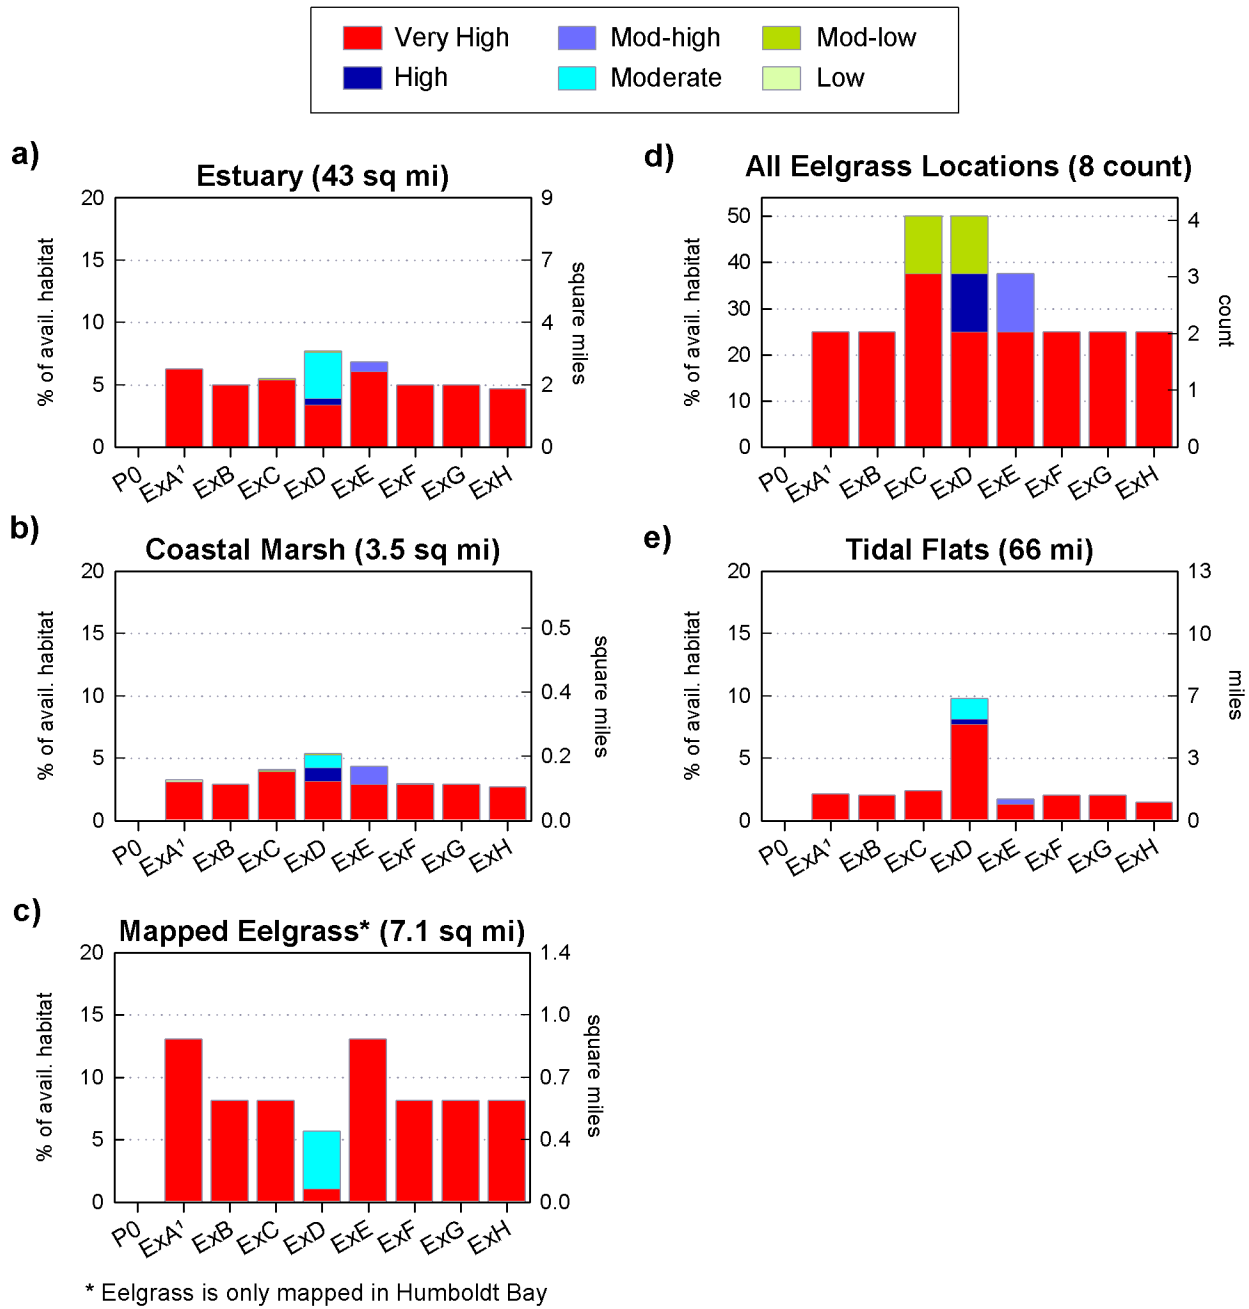 Very High Mod-high Mod-low
High Moderate Low
a)
Estuary (43 sq mi)
% of avail. habitat
20
15
10
5
0
9
7
4
2
0
square miles
P0 ExA¹ ExB ExC ExD ExE ExF ExG ExH
b)
Coastal Marsh (3.5 sq mi)
% of avail. habitat
20
15
10
5
0
0.5
0.4
0.2
0.0
square miles
P0 ExA¹ ExB ExC ExD ExE ExF ExG ExH
c)
Mapped Eelgrass* (7.1 sq mi)
% of avail. habitat
20
15
10
5
0
1.4
1.0
0.7
0.4
0.0
square miles
P0 ExA¹ ExB ExC ExD ExE ExF ExG ExH
* Eelgrass is only mapped in Humboldt Bay
d)
All Eelgrass Locations (8 count)
% of avail. habitat
50
40
30
20
10
0
4
3
2
1
0
count
P0 ExA¹ ExB ExC ExD ExE ExF ExG ExH
e)
Tidal Flats (66 mi)
% of avail. habitat
20
15
10
5
0
13
10
7
3
0
miles
P0 ExA¹ ExB ExC ExD ExE ExF ExG ExH